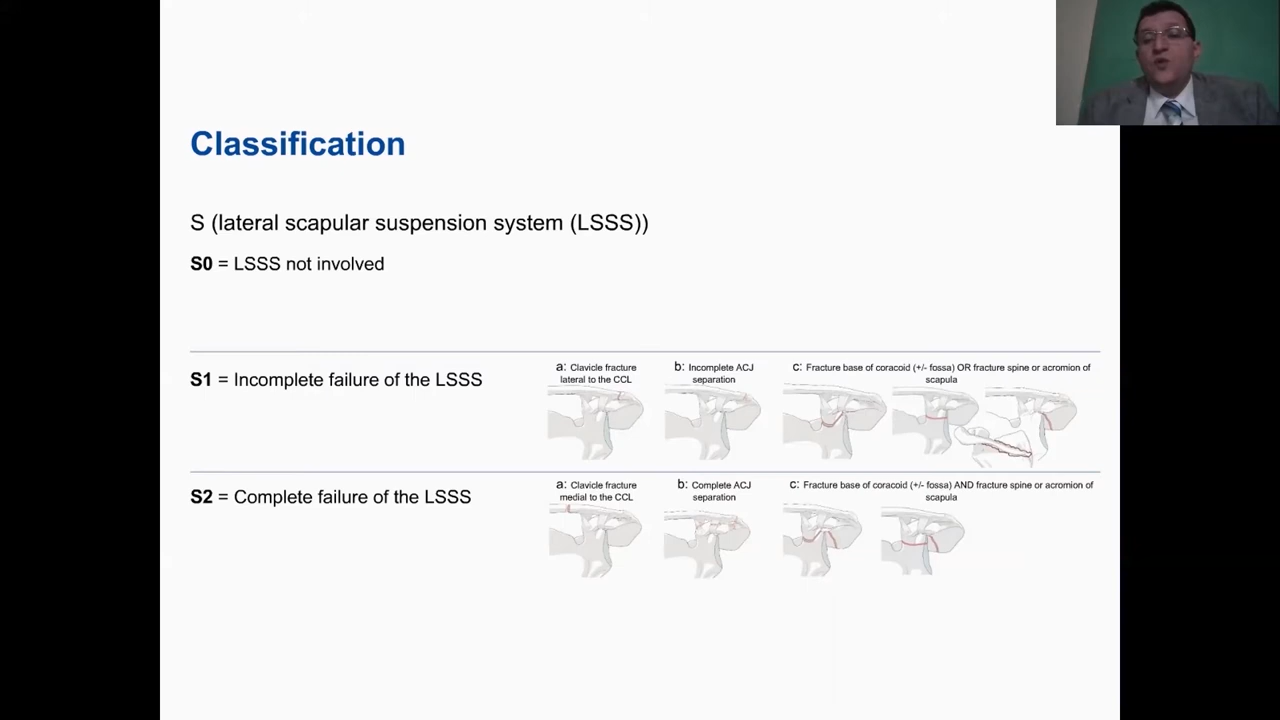 Classification
S (lateral scapular suspension system (LSSS))
S0 = LSSS not involved
S1 = Incomplete failure of the LSSS
a: Clavicle fracture
lateral to the CCL
b: Incomplete ACJ
separation
c: Fracture base of coracoid (+/- fossa) OR fracture spine or acromion of
scapula
S2 = Complete failure of the LSSS
a: Clavicle fracture
medial to the CCL
b: Complete ACJ
separation
c: Fracture base of coracoid (+/- fossa) AND fracture spine or acromion of
scapula